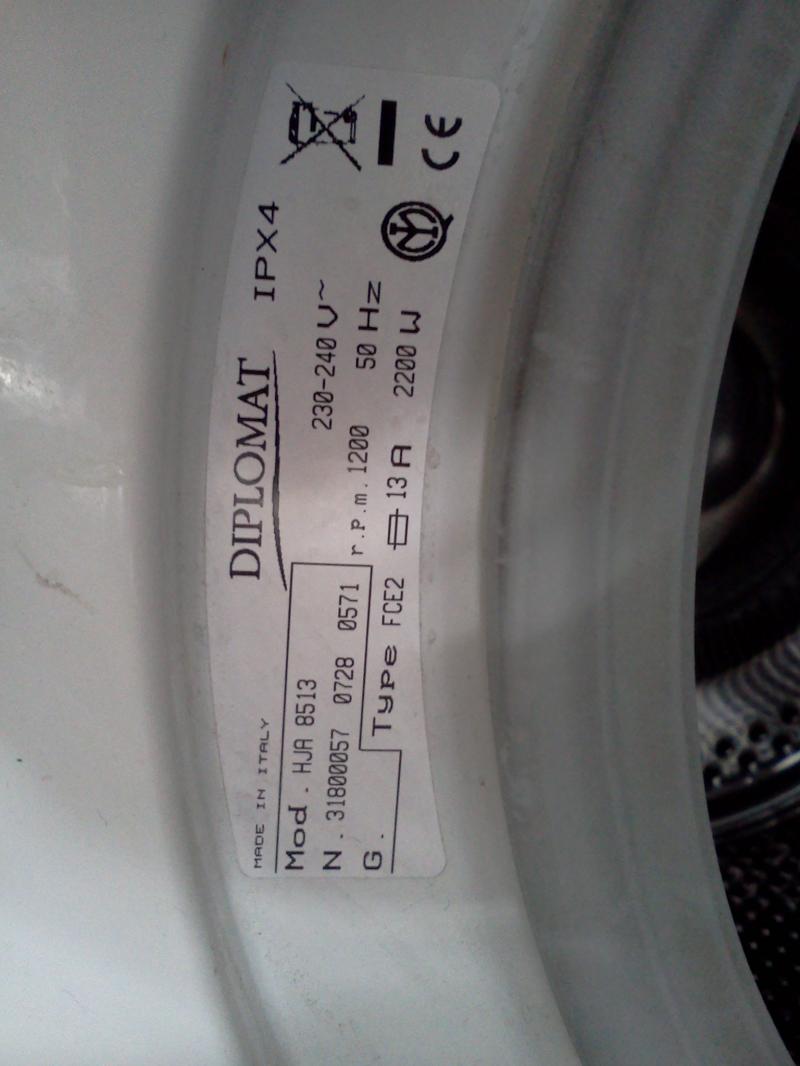 DIPLOMAT IPX4
MADE IN ITALY
Mod. HJA 8513
230-240 V~
N. 31800057 0728 0571
r.p.m. 1200 50 Hz
G.
Type FCE2 13 A 2200 W
CE